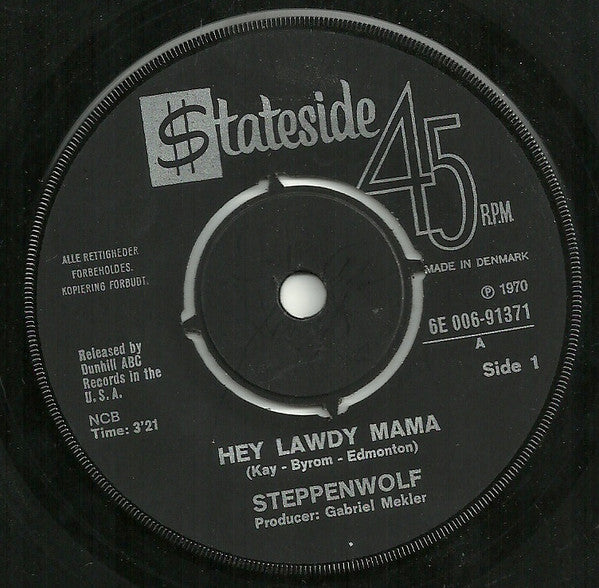 $tateside
45
R.P.M.
MADE IN DENMARK
ALLE RETTIGHEDER
FORBEHOLDES.
KOPIERING FORBUDT.
℗ 1970
6E 006-91371
A
Side 1
Released by
Dunhill ABC
Records in the
U.S.A.
NCB
Time: 3'21
HEY LAWDY MAMA
(Kay - Byrom - Edmonton)
STEPPENWOLF
Producer: Gabriel Mekler